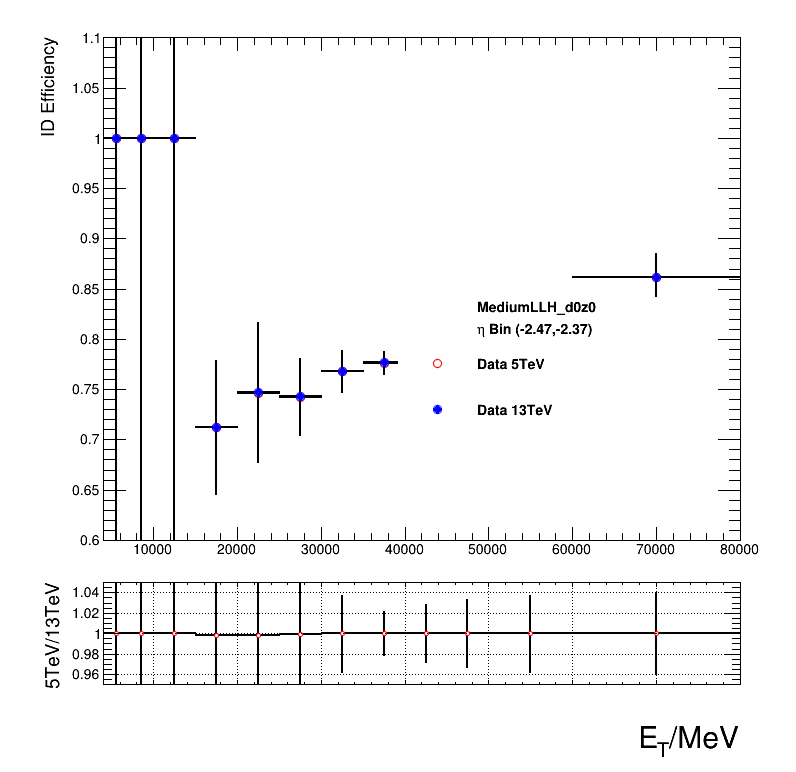 ID Efficiency
1.1
1.05
1
0.95
0.9
0.85
0.8
0.75
0.7
0.65
0.6
MediumLLH_d0z0
η Bin (-2.47,-2.37)
Data 5TeV
Data 13TeV
10000 20000 30000 40000 50000 60000 70000 80000
5TeV/13TeV
1.04
1.02
1
0.98
0.96
E_T/MeV